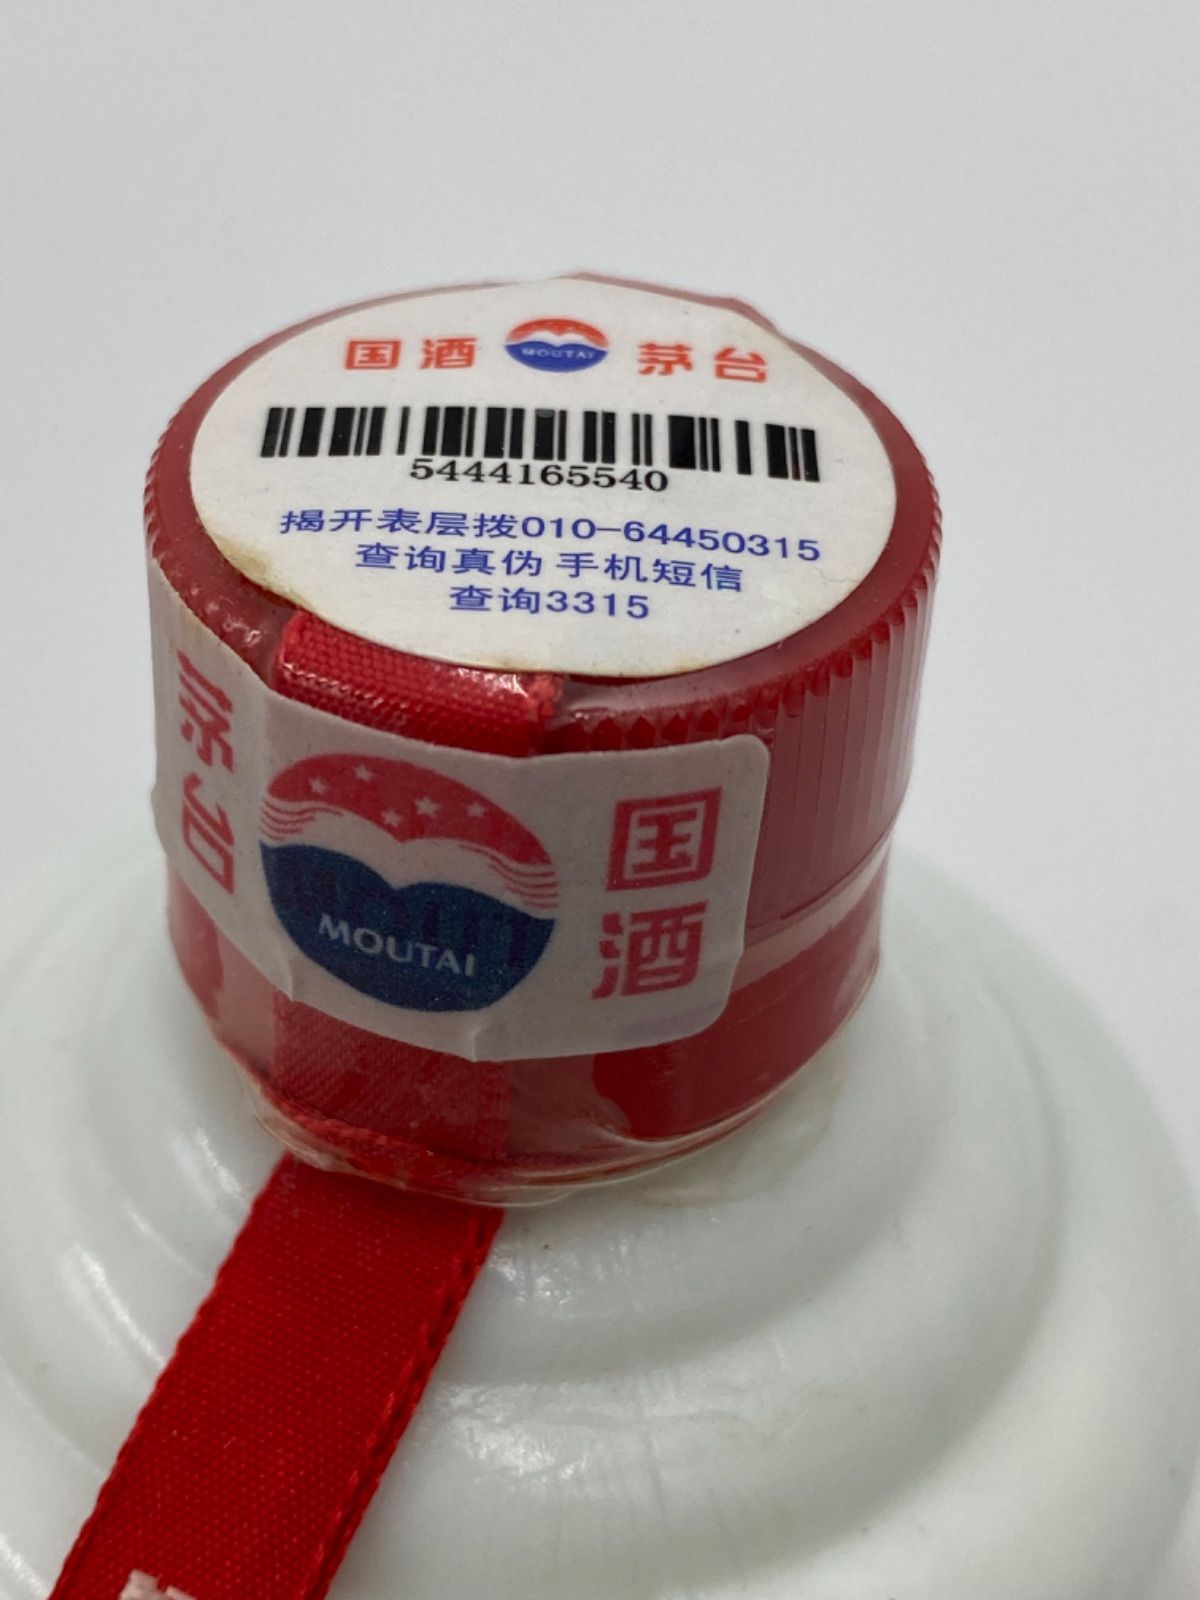 国酒 MOUTAI 茅台
5444165540
揭开表层拨010-64450315
查询真伪 手机短信
查询3315
茅台 MOUTAI 国酒